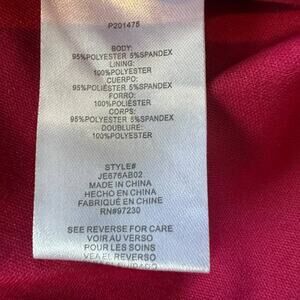 P201475
BODY:
95%POLYESTER 5%SPANDEX
LINING:
100%POLYESTER
CUERPO:
95%POLIÉSTER 5%SPANDEX
FORRO:
100%POLIÉSTER
CORPS:
95%POLYESTER 5%SPANDEX
DOUBLURE:
100%POLYESTER
STYLE#
JE676AB02
MADE IN CHINA
HECHO EN CHINA
FABRIQUÉ EN CHINE
RN#97230
SEE REVERSE FOR CARE
VOIR AU VERSO
POUR LES SOINS
VEA EL REVERSO